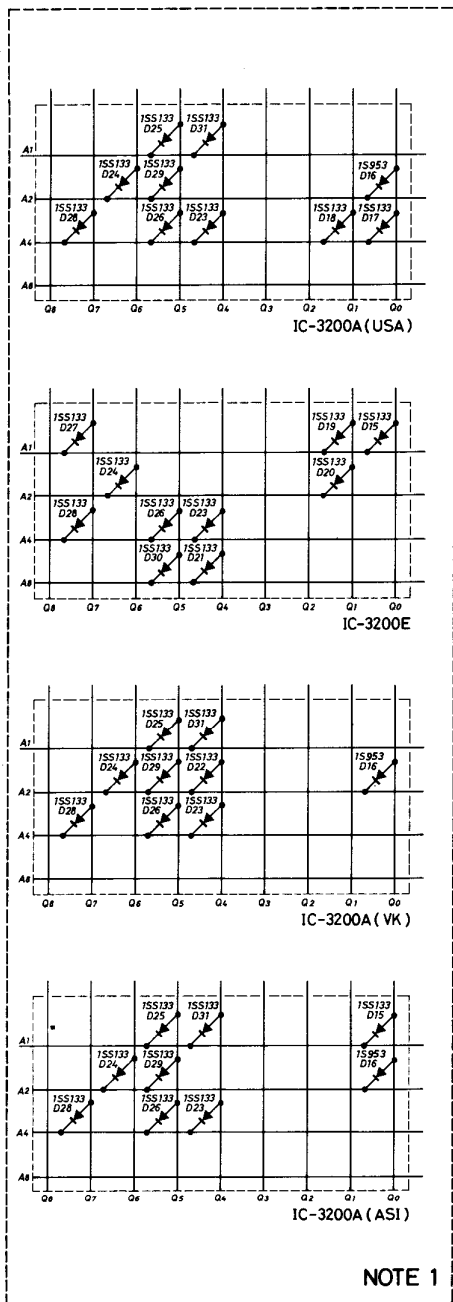 1SS133 1SS133
D25 D31
A1
1SS133 1SS133 1S953
D24 D29 D16
A2
1SS133 1SS133 1SS133 1SS133 1SS133
D28 D26 D23 D18 D17
A4
A8
Q8 Q7 Q6 Q5 Q4 Q3 Q2 Q1 Q0
IC-3200A(USA)
1SS133 1SS133 1SS133
D27 D19 D15
A1
1SS133 1SS133
D24 D20
A2
1SS133 1SS133 1SS133
D28 D26 D23
A4
1SS133 1SS133
D30 D21
A8
Q8 Q7 Q6 Q5 Q4 Q3 Q2 Q1 Q0
IC-3200E
1SS133 1SS133
D25 D31
A1
1SS133 1SS133 1SS133 1S953
D24 D29 D22 D16
A2
1SS133 1SS133 1SS133
D28 D26 D23
A4
A8
Q8 Q7 Q6 Q5 Q4 Q3 Q2 Q1 Q0
IC-3200A(VK)
1SS133 1SS133 1SS133
D25 D31 D15
A1
1SS133 1SS133 1S953
D24 D29 D16
A2
1SS133 1SS133 1SS133
D28 D26 D23
A4
A8
Q8 Q7 Q6 Q5 Q4 Q3 Q2 Q1 Q0
IC-3200A(ASI)
NOTE 1